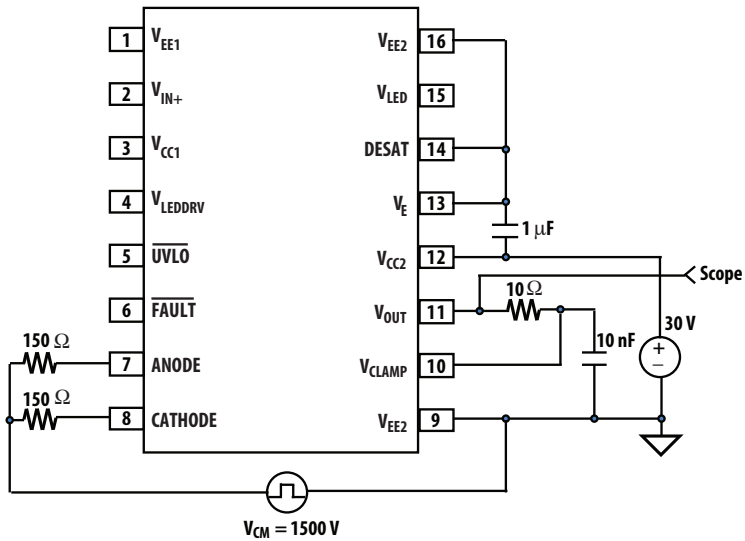 1 V_EE1
2 V_IN+
3 V_CC1
4 V_LEDDRV
5 U̅V̅L̅O̅
6 F̅A̅U̅L̅T̅
7 ANODE
8 CATHODE
V_EE2 16
V_LED 15
DESAT 14
V_E 13
V_CC2 12
V_OUT 11
V_CLAMP 10
V_EE2 9
150 Ω
150 Ω
1 μF
Scope
10 Ω
30 V
10 nF
+
−
V_CM = 1500 V